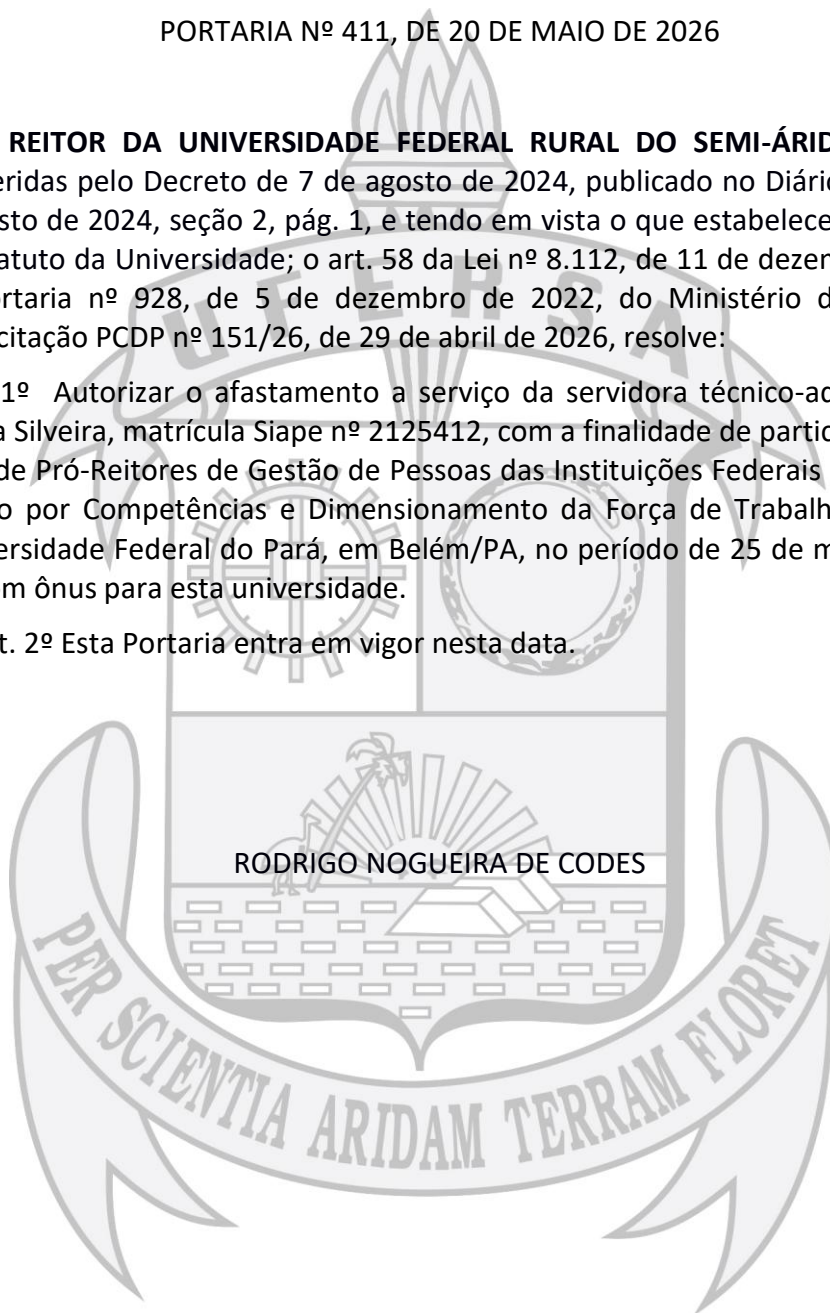 PORTARIA Nº 411, DE 20 DE MAIO DE 2026
REITOR DA UNIVERSIDADE FEDERAL RURAL DO SEMI-ÁRID
eridas pelo Decreto de 7 de agosto de 2024, publicado no Diári
sto de 2024, seção 2, pág. 1, e tendo em vista o que estabelece
tatuto da Universidade; o art. 58 da Lei nº 8.112, de 11 de dezen
ortaria nº 928, de 5 de dezembro de 2022, do Ministério d
icitação PCDP nº 151/26, de 29 de abril de 2026, resolve:
1º Autorizar o afastamento a serviço da servidora técnico-ad
a Silveira, matrícula Siape nº 2125412, com a finalidade de partic
de Pró-Reitores de Gestão de Pessoas das Instituições Federais
o por Competências e Dimensionamento da Força de Trabalh
ersidade Federal do Pará, em Belém/PA, no período de 25 de m
m ônus para esta universidade.
t. 2º Esta Portaria entra em vigor nesta data.
RODRIGO NOGUEIRA DE CODES
UFERSA
PER SCIENTIA ARIDAM TERRAM FLORET